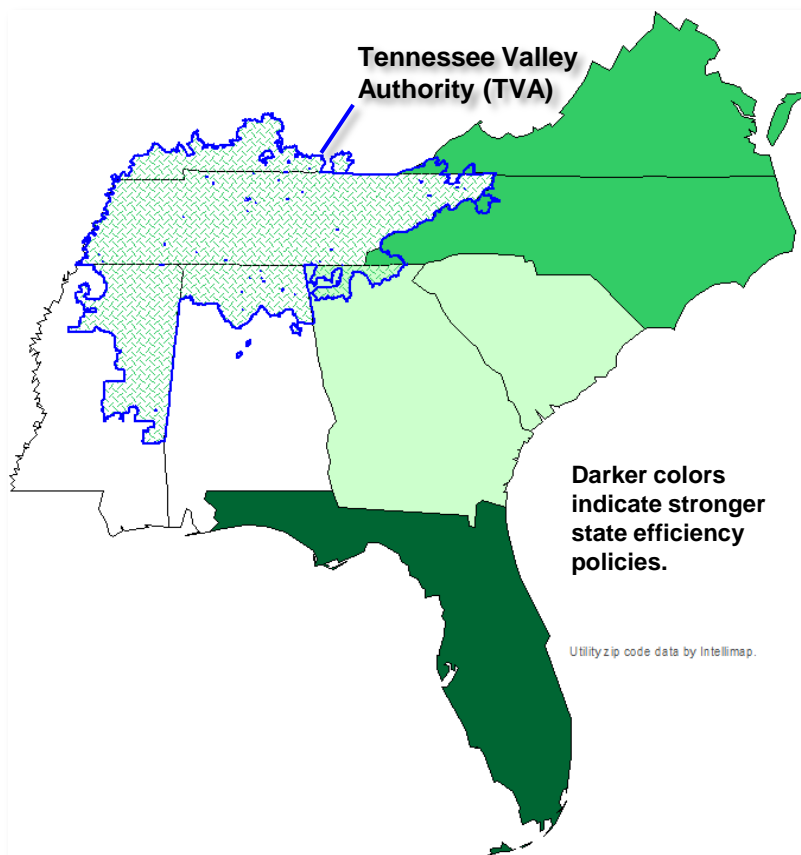 Tennessee Valley
Authority (TVA)
Darker colors
indicate stronger
state efficiency
policies.
Utility zip code data by Intellimap.